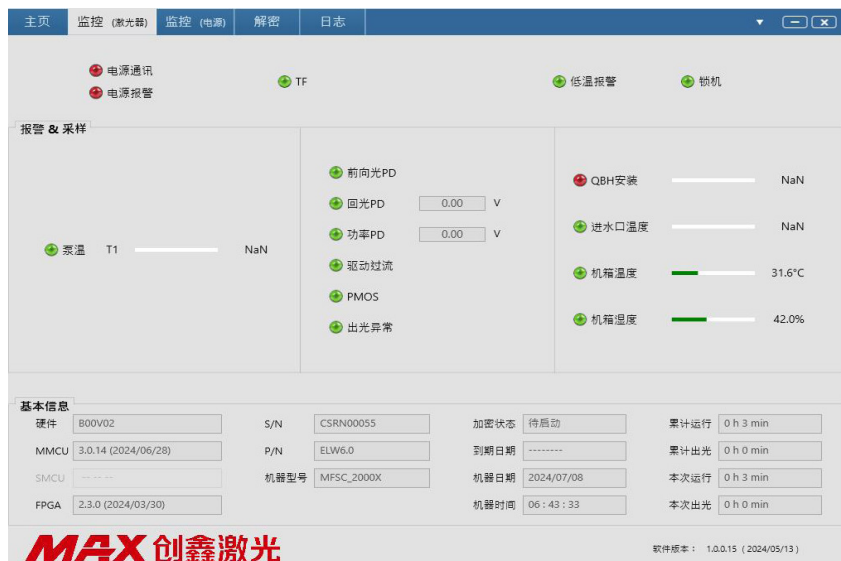 主页 监控 (激光器) 监控 (电源) 解密 日志
电源通讯
电源报警
TF
低温报警
锁机
报警 & 采样
泵温 T1 NaN
前向光PD
回光PD 0.00 V
功率PD 0.00 V
驱动过流
PMOS
出光异常
QBH安装 NaN
进水口温度 NaN
机箱温度 31.6°C
机箱湿度 42.0%
基本信息
硬件 B00V02 S/N CSRN00055 加密状态 待启动 累计运行 0 h 3 min
MMCU 3.0.14 (2024/06/28) P/N ELW6.0 到期日期 -------- 累计出光 0 h 0 min
SMCU -- -- -- 机器型号 MFSC_2000X 机器日期 2024/07/08 本次运行 0 h 3 min
FPGA 2.3.0 (2024/03/30) 机器时间 06 : 43 : 33 本次出光 0 h 0 min
MAX 创鑫激光
软件版本： 1.0.0.15 ( 2024/05/13 )